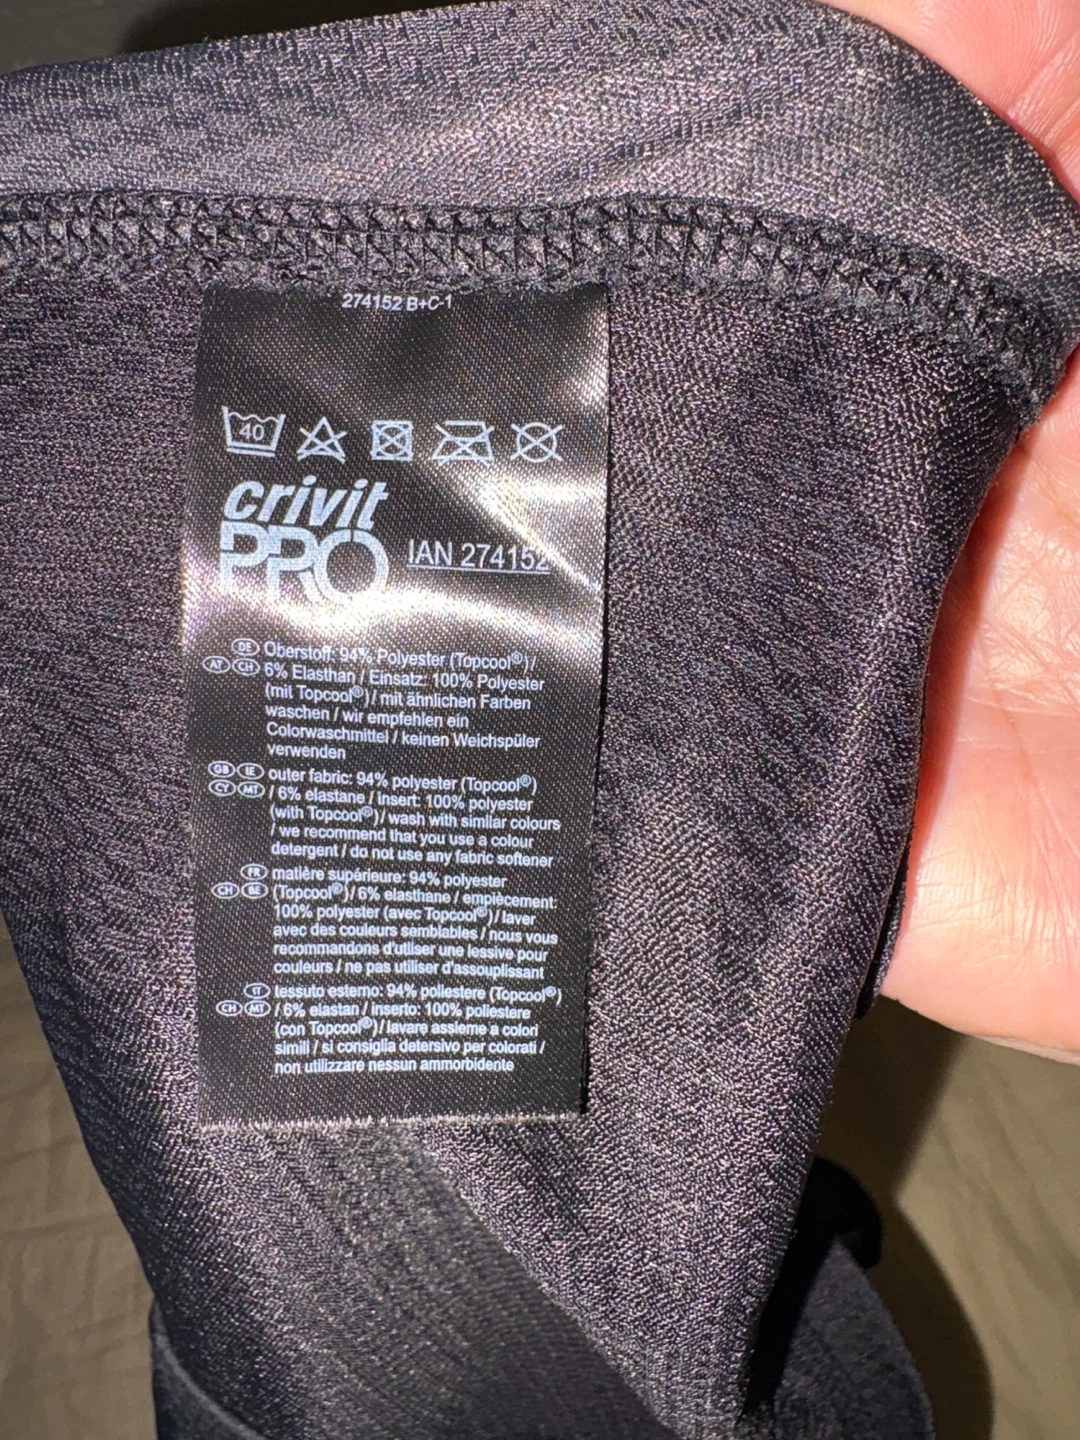 274152 B+C-1
40
crivit
PRO
IAN 274152
DE Oberstoff: 94% Polyester (Topcool®)/
AT CH 6% Elasthan / Einsatz: 100% Polyester
(mit Topcool®)/ mit ähnlichen Farben
waschen / wir empfehlen ein
Colorwaschmittel / keinen Weichspüler
verwenden
GB IE outer fabric: 94% polyester (Topcool®)
CY MT / 6% elastane / insert: 100% polyester
(with Topcool®)/ wash with similar colours
/ we recommend that you use a colour
detergent / do not use any fabric softener
FR matière supérieure: 94% polyester
CH BE (Topcool®)/ 6% elasthane / empiècement:
100% polyester (avec Topcool®)/ laver
avec des couleurs semblables / nous vous
recommandons d'utliser une lessive pour
couleurs / ne pas utiliser d'assouplissant
IT tessuto esterno: 94% poliestere (Topcool®)
CH MT / 6% elastan / inserto: 100% poliestere
(con Topcool®)/ lavare assieme a colori
simili / si consiglia detersivo per colorati /
non utilizzare nessun ammorbidente